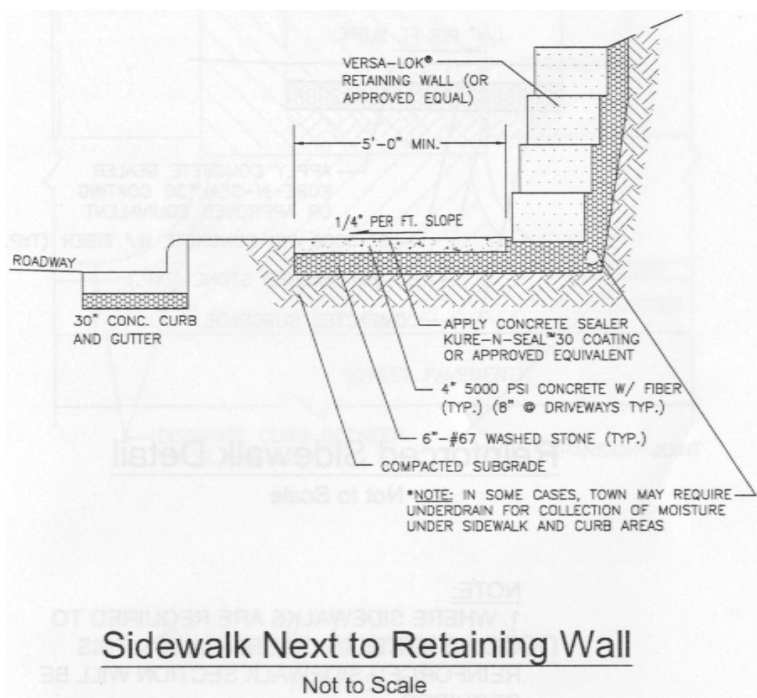 VERSA-LOK®
RETAINING WALL (OR
APPROVED EQUAL)
5'-0" MIN.
1/4" PER FT. SLOPE
ROADWAY
30" CONC. CURB
AND GUTTER
APPLY CONCRETE SEALER
KURE-N-SEAL™30 COATING
OR APPROVED EQUIVALENT
4" 5000 PSI CONCRETE W/ FIBER
(TYP.) (8" @ DRIVEWAYS TYP.)
6"-#67 WASHED STONE (TYP.)
COMPACTED SUBGRADE
*NOTE: IN SOME CASES, TOWN MAY REQUIRE
UNDERDRAIN FOR COLLECTION OF MOISTURE
UNDER SIDEWALK AND CURB AREAS
Sidewalk Next to Retaining Wall
Not to Scale